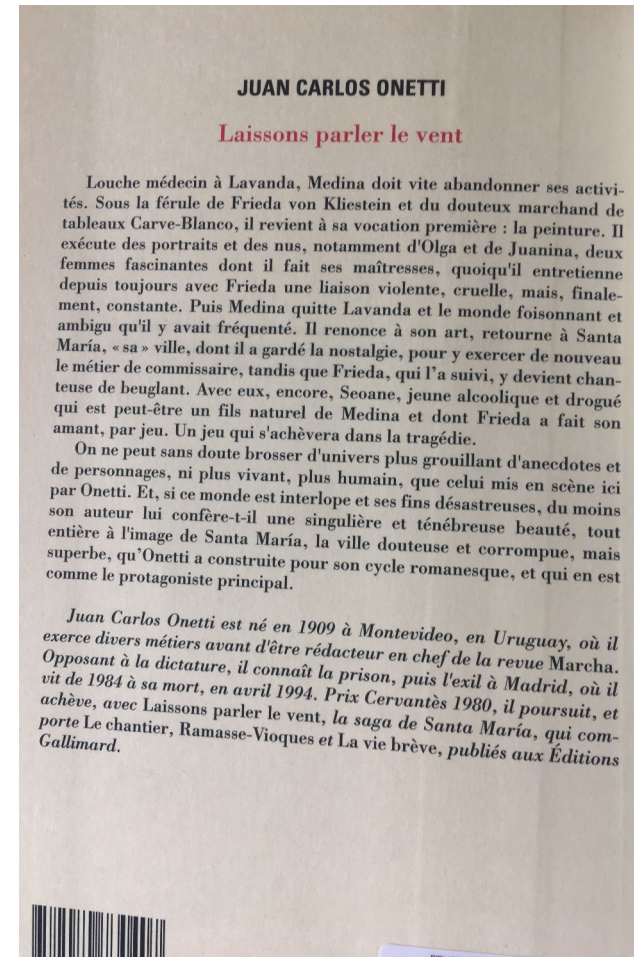 JUAN CARLOS ONETTI
Laissons parler le vent
Louche médecin à Lavanda, Medina doit vite abandonner ses activi-
tés. Sous la férule de Frieda von Kliestein et du douteux marchand de
tableaux Carve-Blanco, il revient à sa vocation première : la peinture. Il
exécute des portraits et des nus, notamment d'Olga et de Juanina, deux
femmes fascinantes dont il fait ses maîtresses, quoiqu'il entretienne
depuis toujours avec Frieda une liaison violente, cruelle, mais, finale-
ment, constante. Puis Medina quitte Lavanda et le monde foisonnant et
ambigu qu'il y avait fréquenté. Il renonce à son art, retourne à Santa
María, « sa » ville, dont il a gardé la nostalgie, pour y exercer de nouveau
le métier de commissaire, tandis que Frieda, qui l'a suivi, y devient chan-
teuse de beuglant. Avec eux, encore, Seoane, jeune alcoolique et drogué
qui est peut-être un fils naturel de Medina et dont Frieda a fait son
amant, par jeu. Un jeu qui s'achèvera dans la tragédie.
On ne peut sans doute brosser d'univers plus grouillant d'anecdotes et
de personnages, ni plus vivant, plus humain, que celui mis en scène ici
par Onetti. Et, si ce monde est interlope et ses fins désastreuses, du moins
son auteur lui confère-t-il une singulière et ténébreuse beauté, tout
entière à l'image de Santa María, la ville douteuse et corrompue, mais
superbe, qu'Onetti a construite pour son cycle romanesque, et qui en est
comme le protagoniste principal.
Juan Carlos Onetti est né en 1909 à Montevideo, en Uruguay, où il
exerce divers métiers avant d'être rédacteur en chef de la revue Marcha.
Opposant à la dictature, il connaît la prison, puis l'exil à Madrid, où il
vit de 1984 à sa mort, en avril 1994. Prix Cervantès 1980, il poursuit, et
achève, avec Laissons parler le vent, la saga de Santa María, qui com-
porte Le chantier, Ramasse-Vioques et La vie brève, publiés aux Éditions
Gallimard.